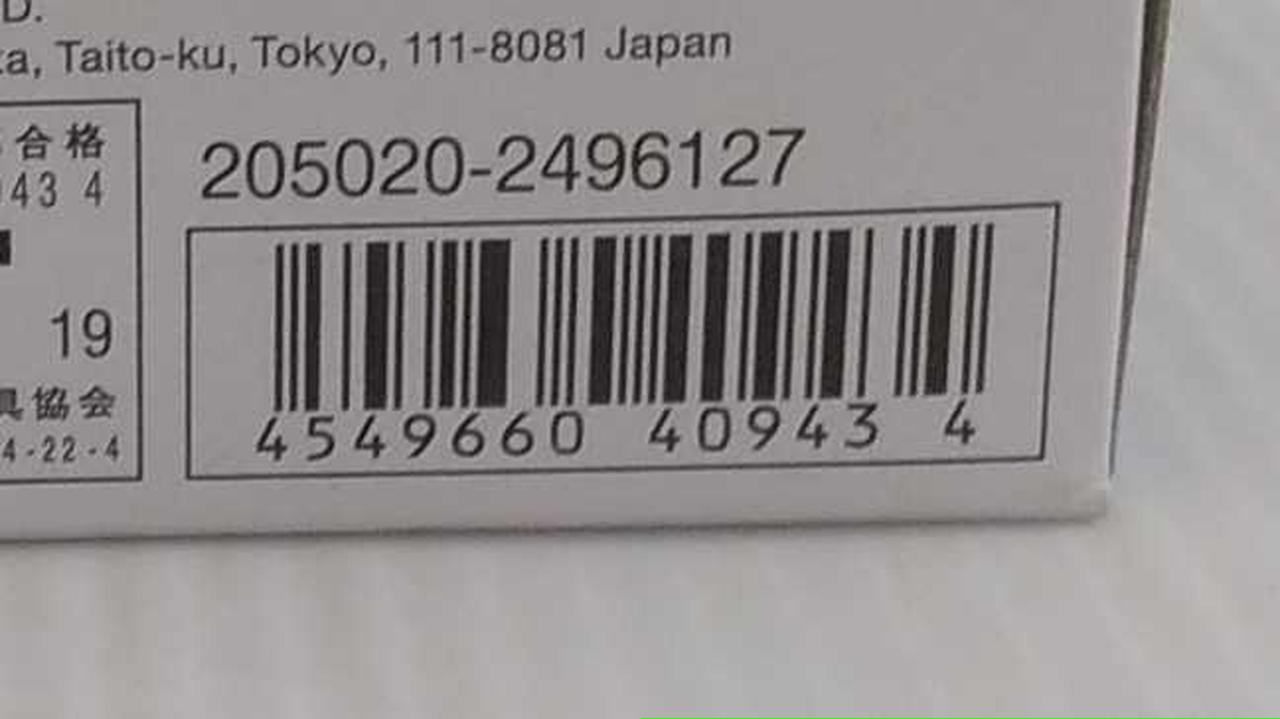 D.
Taito-ku, Tokyo, 111-8081 Japan
合格
43 4
205020-2496127
19
協会
4-22-4
4549660 40943 4